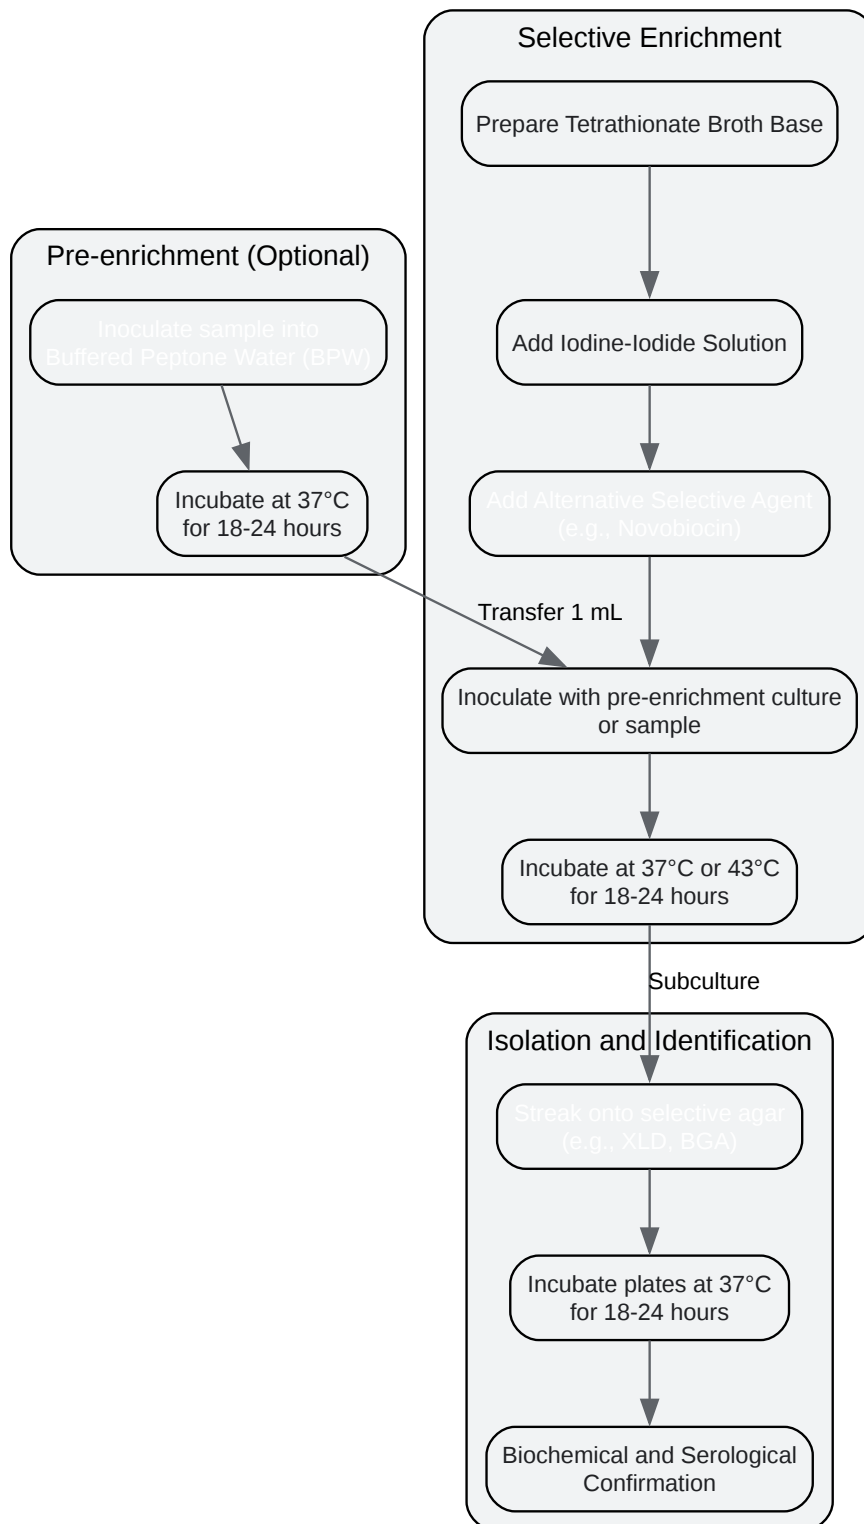 Selective Enrichment
Prepare Tetrathionate Broth Base
Pre-enrichment (Optional)
Inoculate sample into
Buffered Peptone Water (BPW)
Add Iodine-Iodide Solution
Incubate at 37°C
for 18-24 hours
Add Alternative Selective Agent
(e.g., Novobiocin)
Transfer 1 mL
Inoculate with pre-enrichment culture
or sample
Incubate at 37°C or 43°C
for 18-24 hours
Subculture
Isolation and Identification
Streak onto selective agar
(e.g., XLD, BGA)
Incubate plates at 37°C
for 18-24 hours
Biochemical and Serological
Confirmation